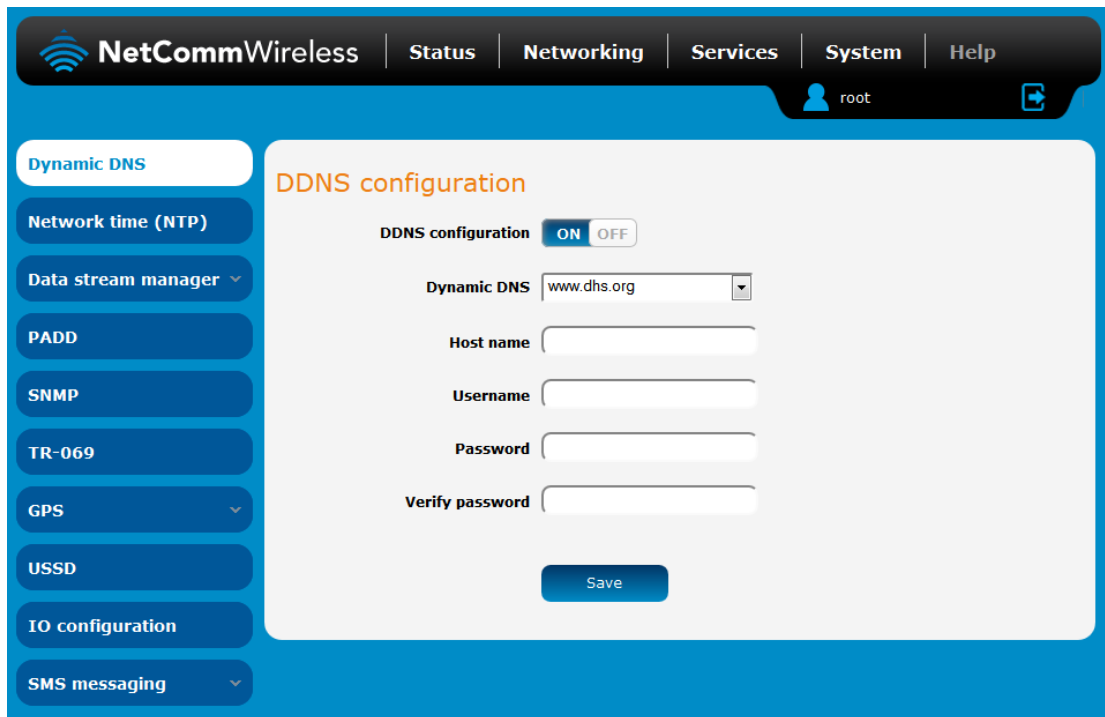 NetCommWireless Status Networking Services System Help
root
Dynamic DNS
Network time (NTP)
Data stream manager
PADD
SNMP
TR-069
GPS
USSD
IO configuration
SMS messaging
DDNS configuration
DDNS configuration ON OFF
Dynamic DNS www.dhs.org
Host name
Username
Password
Verify password
Save